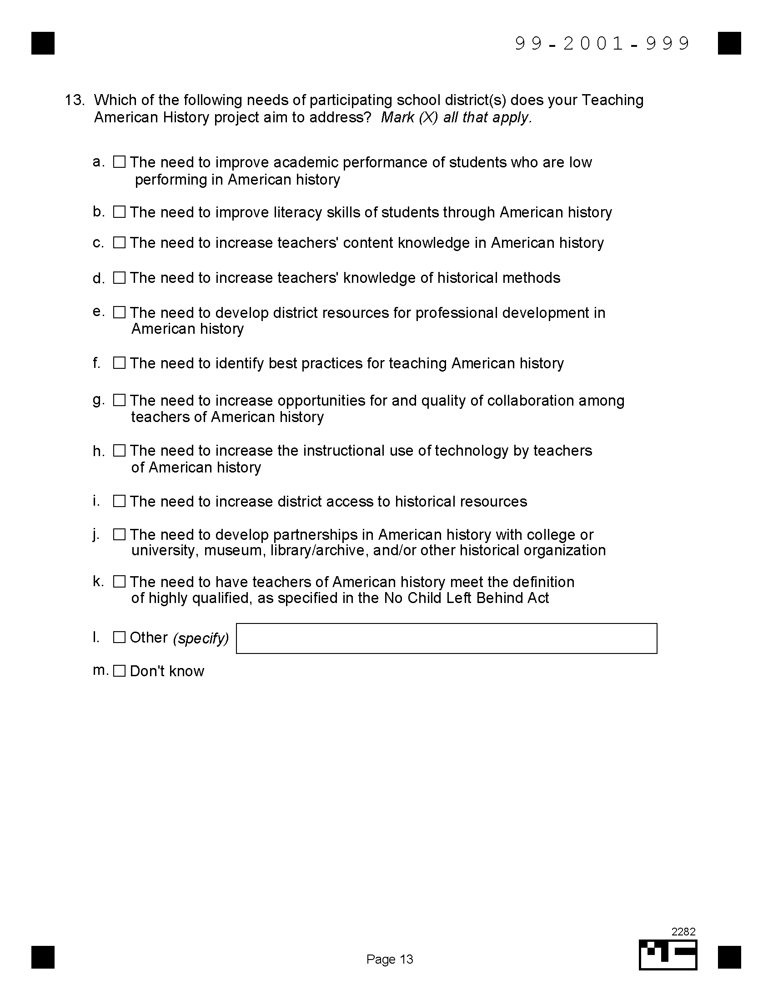 99-2001-999
13. Which of the following needs of participating school district(s) does your Teaching
American History project aim to address? Mark (X) all that apply.
a. The need to improve academic performance of students who are low
performing in American history
b. The need to improve literacy skills of students through American history
c. The need to increase teachers' content knowledge in American history
d. The need to increase teachers' knowledge of historical methods
e. The need to develop district resources for professional development in
American history
f. The need to identify best practices for teaching American history
g. The need to increase opportunities for and quality of collaboration among
teachers of American history
h. The need to increase the instructional use of technology by teachers
of American history
i. The need to increase district access to historical resources
j. The need to develop partnerships in American history with college or
university, museum, library/archive, and/or other historical organization
k. The need to have teachers of American history meet the definition
of highly qualified, as specified in the No Child Left Behind Act
l. Other (specify)
m. Don't know
2282
Page 13